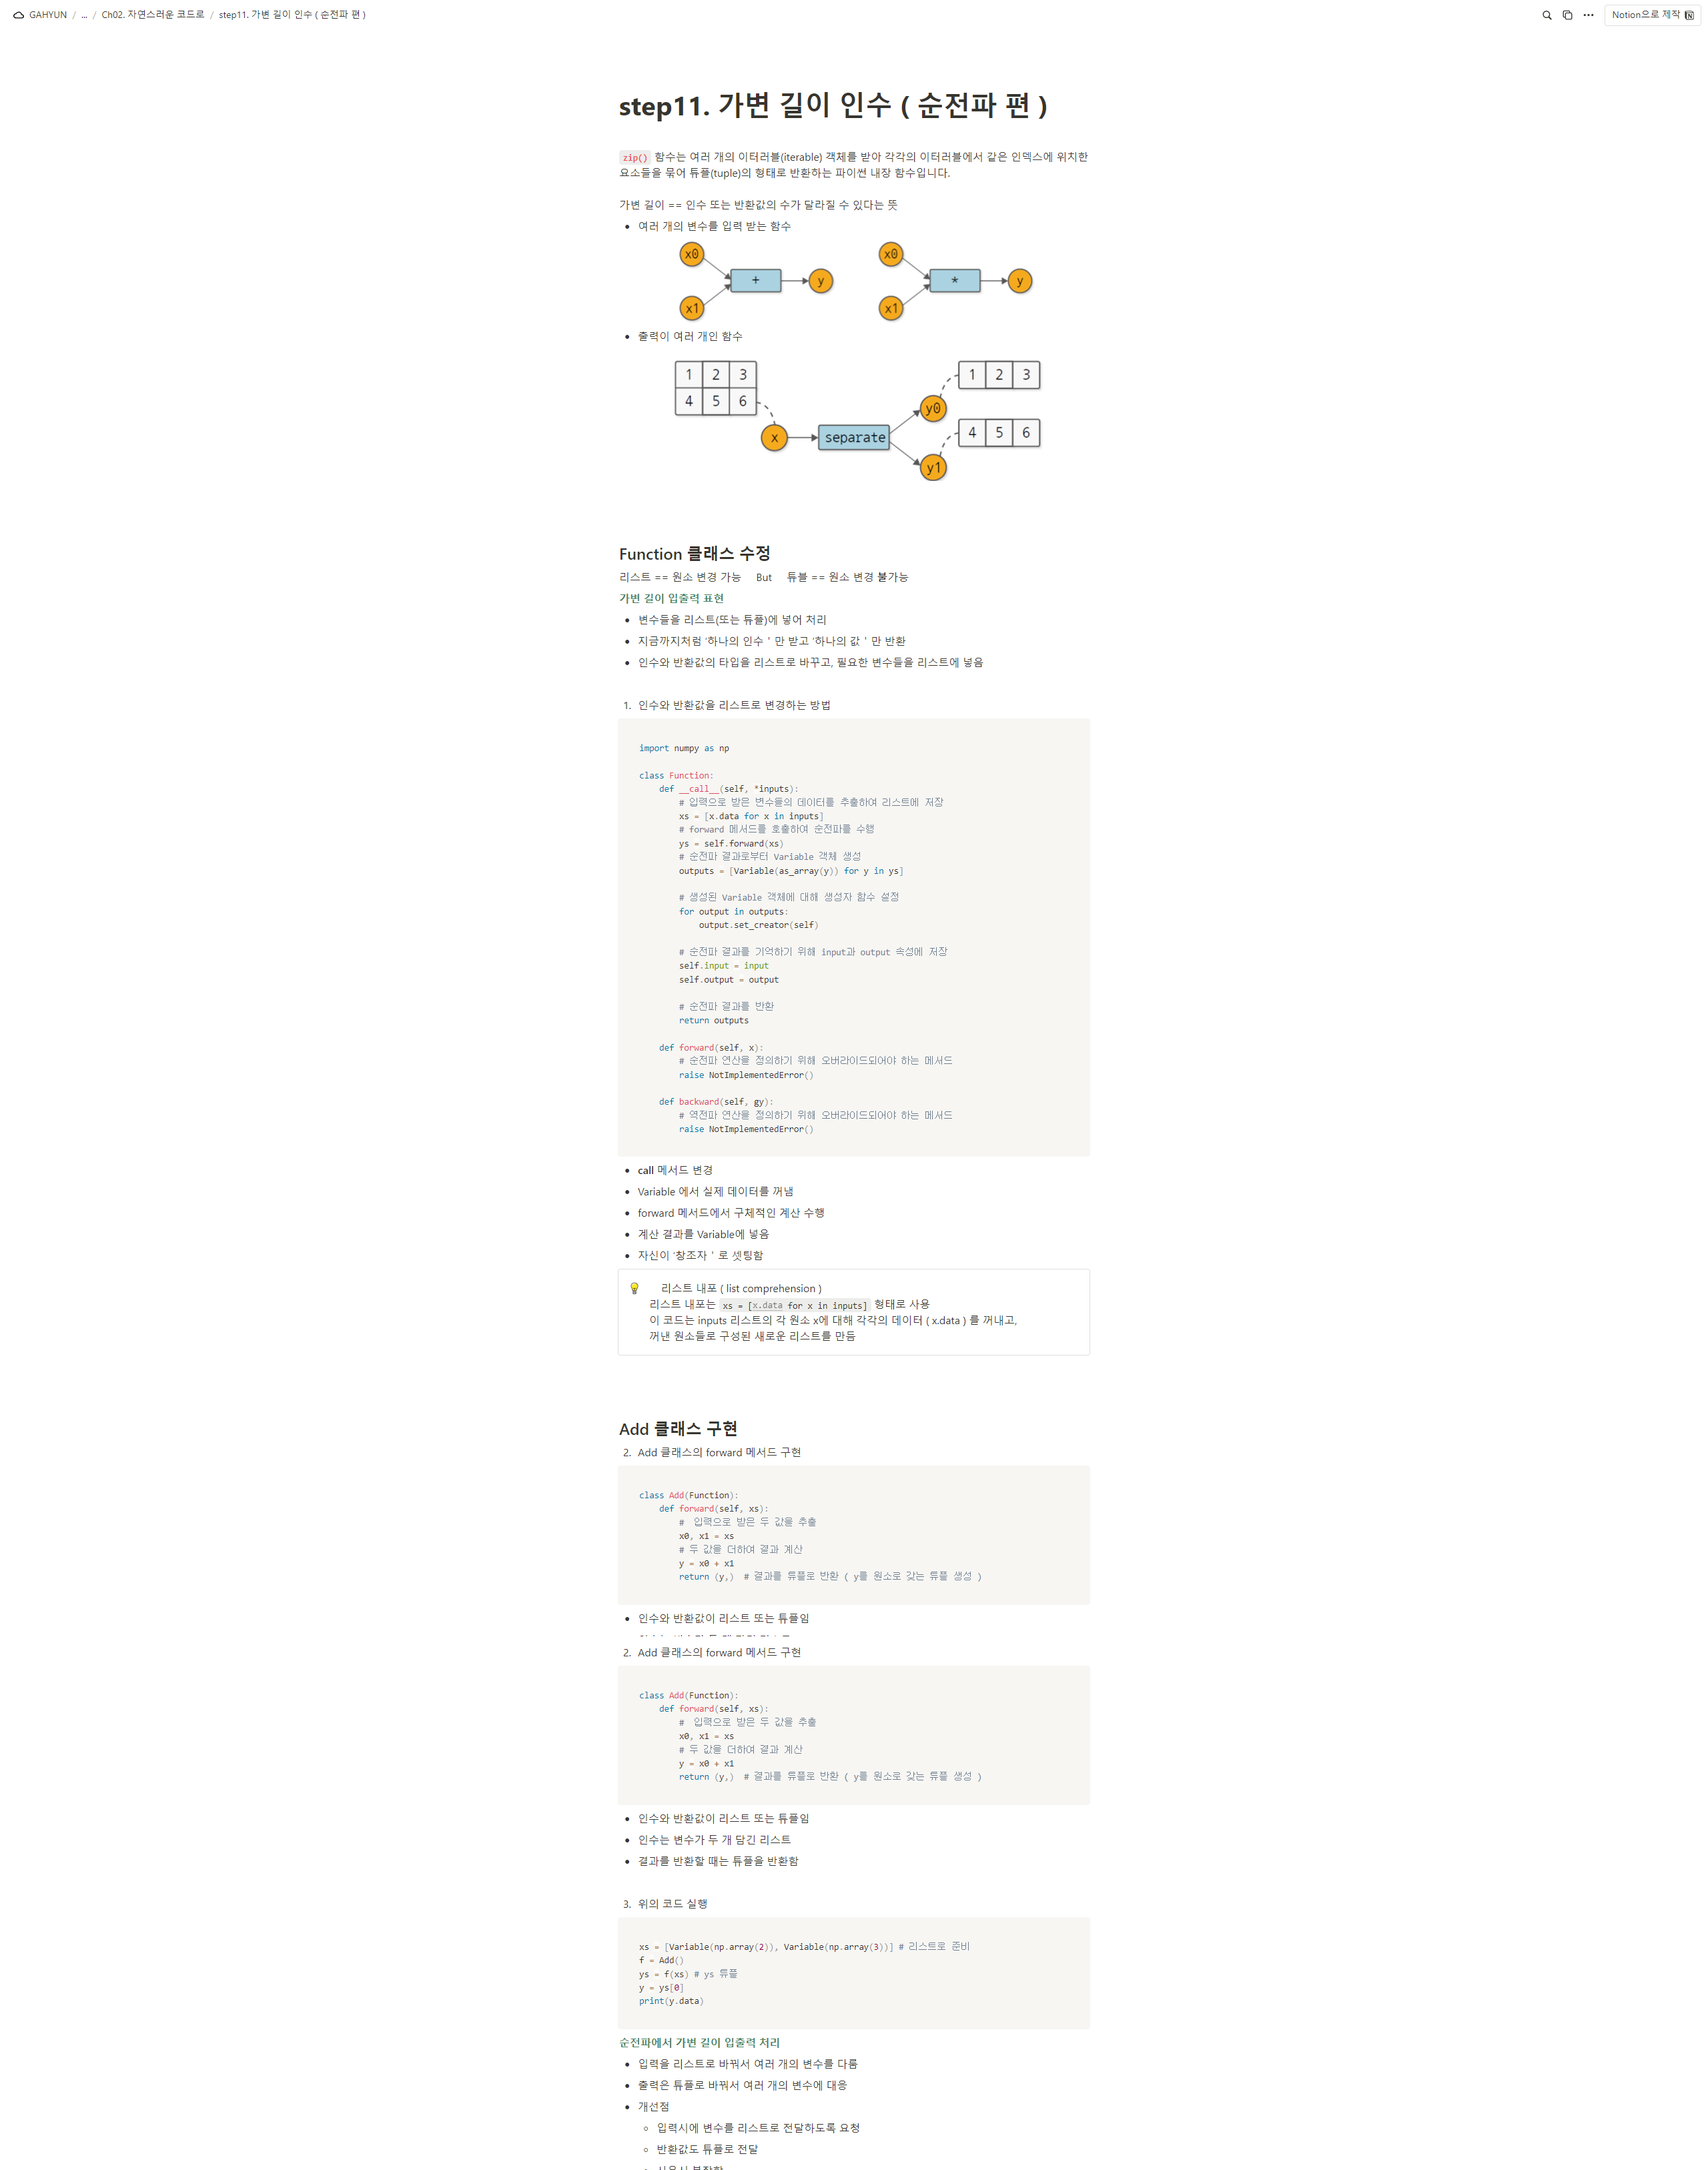 GAHYUN / ... / Ch02. 자연스러운 코드로 / step11. 가변 길이 인수 ( 순전파 편 )
Notion으로 제작
step11. 가변 길이 인수 ( 순전파 편 )
zip() 함수는 여러 개의 이터러블(iterable) 객체를 받아 각각의 이터러블에서 같은 인덱스에 위치한
요소들을 묶어 튜플(tuple)의 형태로 반환하는 파이썬 내장 함수입니다.
가변 길이 == 인수 또는 반환값의 수가 달라질 수 있다는 뜻
• 여러 개의 변수를 입력 받는 함수
x0 x1 + y
x0 x1 * y
• 출력이 여러 개인 함수
1 2 3
4 5 6
x separate y0 y1
1 2 3
4 5 6
Function 클래스 수정
리스트 == 원소 변경 가능 But 튜블 == 원소 변경 불가능
가변 길이 입출력 표현
• 변수들을 리스트(또는 튜플)에 넣어 처리
• 지금까지처럼 ‘하나의 인수 ‘ 만 받고 ‘하나의 값 ‘ 만 반환
• 인수와 반환값의 타입을 리스트로 바꾸고, 필요한 변수들을 리스트에 넣음
1. 인수와 반환값을 리스트로 변경하는 방법
import numpy as np
class Function:
def __call__(self, *inputs):
# 입력으로 받은 변수들의 데이터를 추출하여 리스트에 저장
xs = [x.data for x in inputs]
# forward 메서드를 호출하여 순전파를 수행
ys = self.forward(xs)
# 순전파 결과로부터 Variable 객체 생성
outputs = [Variable(as_array(y)) for y in ys]
# 생성된 Variable 객체에 대해 생성자 함수 설정
for output in outputs:
output.set_creator(self)
# 순전파 결과를 기억하기 위해 input과 output 속성에 저장
self.input = input
self.output = output
# 순전파 결과를 반환
return outputs
def forward(self, x):
# 순전파 연산을 정의하기 위해 오버라이드되어야 하는 메서드
raise NotImplementedError()
def backward(self, gy):
# 역전파 연산을 정의하기 위해 오버라이드되어야 하는 메서드
raise NotImplementedError()
• call 메서드 변경
• Variable 에서 실제 데이터를 꺼냄
• forward 메서드에서 구체적인 계산 수행
• 계산 결과를 Variable에 넣음
• 자신이 ‘창조자 ‘ 로 셋팅함
리스트 내포 ( list comprehension )
리스트 내포는 xs = [x.data for x in inputs] 형태로 사용
이 코드는 inputs 리스트의 각 원소 x에 대해 각각의 데이터 ( x.data ) 를 꺼내고,
꺼낸 원소들로 구성된 새로운 리스트를 만듬
Add 클래스 구현
2. Add 클래스의 forward 메서드 구현
class Add(Function):
def forward(self, xs):
# 입력으로 받은 두 값을 추출
x0, x1 = xs
# 두 값을 더하여 결과 계산
y = x0 + x1
return (y,) # 결과를 튜플로 반환 ( y를 원소로 갖는 튜플 생성 )
• 인수와 반환값이 리스트 또는 튜플임
2. Add 클래스의 forward 메서드 구현
class Add(Function):
def forward(self, xs):
# 입력으로 받은 두 값을 추출
x0, x1 = xs
# 두 값을 더하여 결과 계산
y = x0 + x1
return (y,) # 결과를 튜플로 반환 ( y를 원소로 갖는 튜플 생성 )
• 인수와 반환값이 리스트 또는 튜플임
• 인수는 변수가 두 개 담긴 리스트
• 결과를 반환할 때는 튜플을 반환함
3. 위의 코드 실행
xs = [Variable(np.array(2)), Variable(np.array(3))] # 리스트로 준비
f = Add()
ys = f(xs) # ys 튜플
y = ys[0]
print(y.data)
순전파에서 가변 길이 입출력 처리
• 입력을 리스트로 바꿔서 여러 개의 변수를 다룸
• 출력은 튜플로 바꿔서 여러 개의 변수에 대응
• 개선점
◦ 입력시에 변수를 리스트로 전달하도록 요청
◦ 반환값도 튜플로 전달